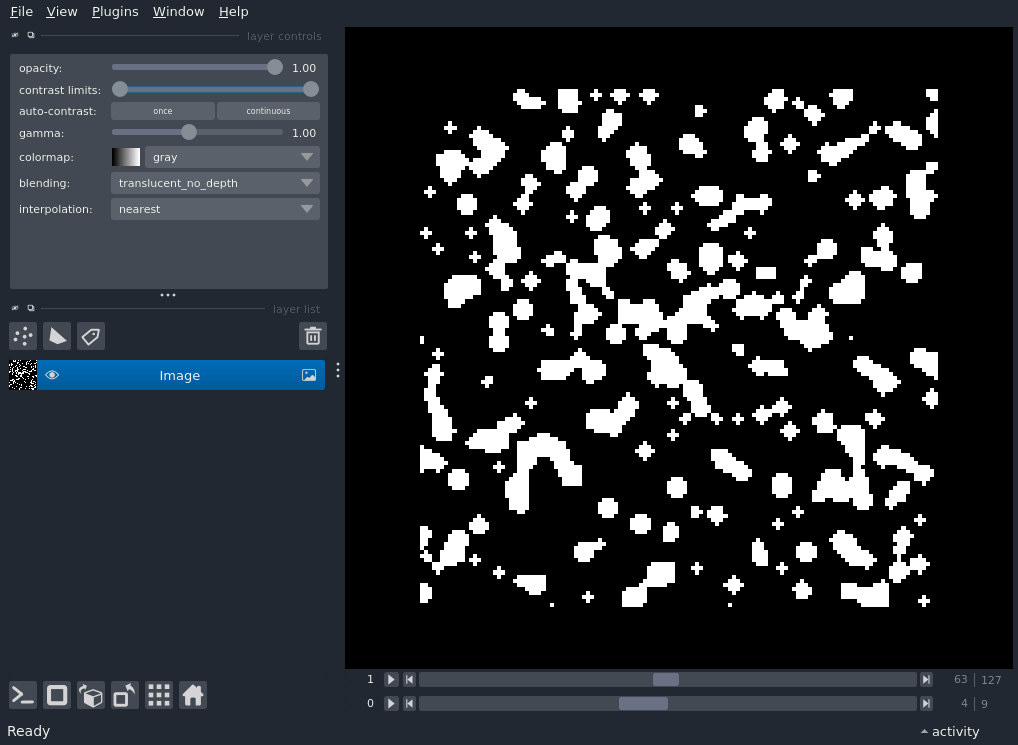 File View Plugins Window Help
layer controls
opacity: 1.00
contrast limits:
auto-contrast: once continuous
gamma: 1.00
colormap: gray
blending: translucent_no_depth
interpolation: nearest
layer list
Image
1 63 127
0 4 9
Ready activity